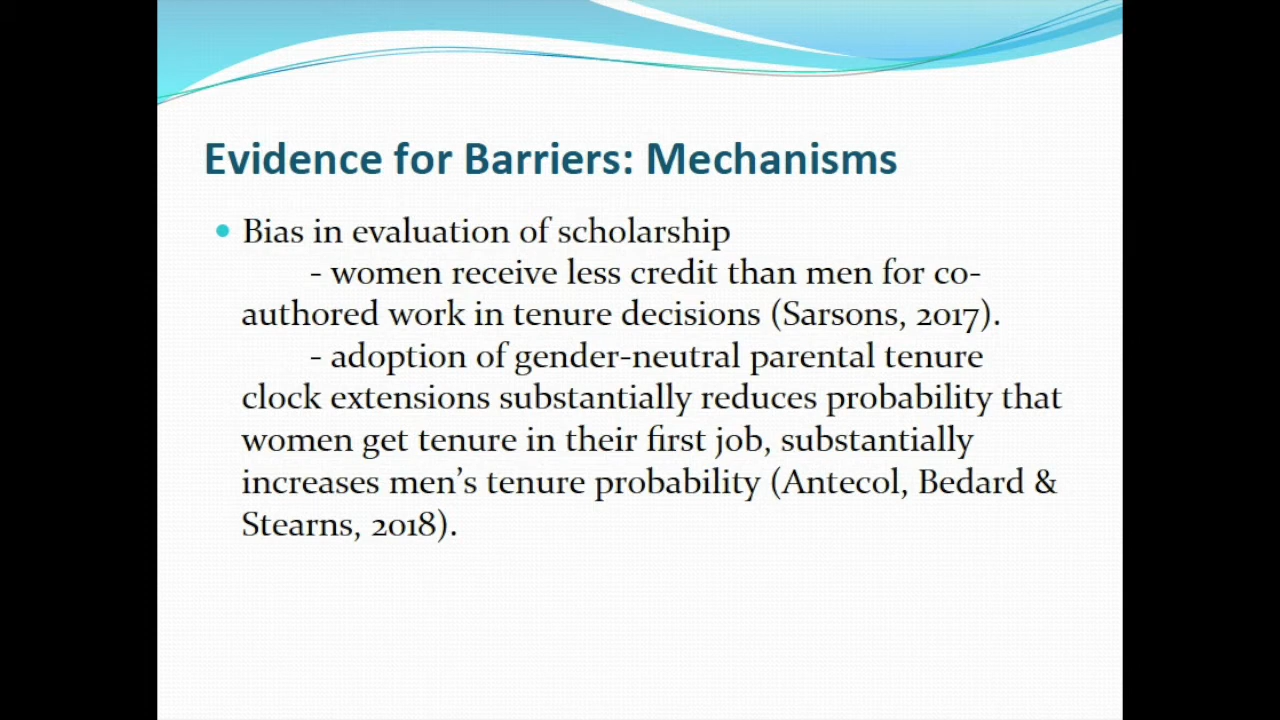 Evidence for Barriers: Mechanisms
• Bias in evaluation of scholarship
- women receive less credit than men for co-
authored work in tenure decisions (Sarsons, 2017).
- adoption of gender-neutral parental tenure
clock extensions substantially reduces probability that
women get tenure in their first job, substantially
increases men’s tenure probability (Antecol, Bedard &
Stearns, 2018).